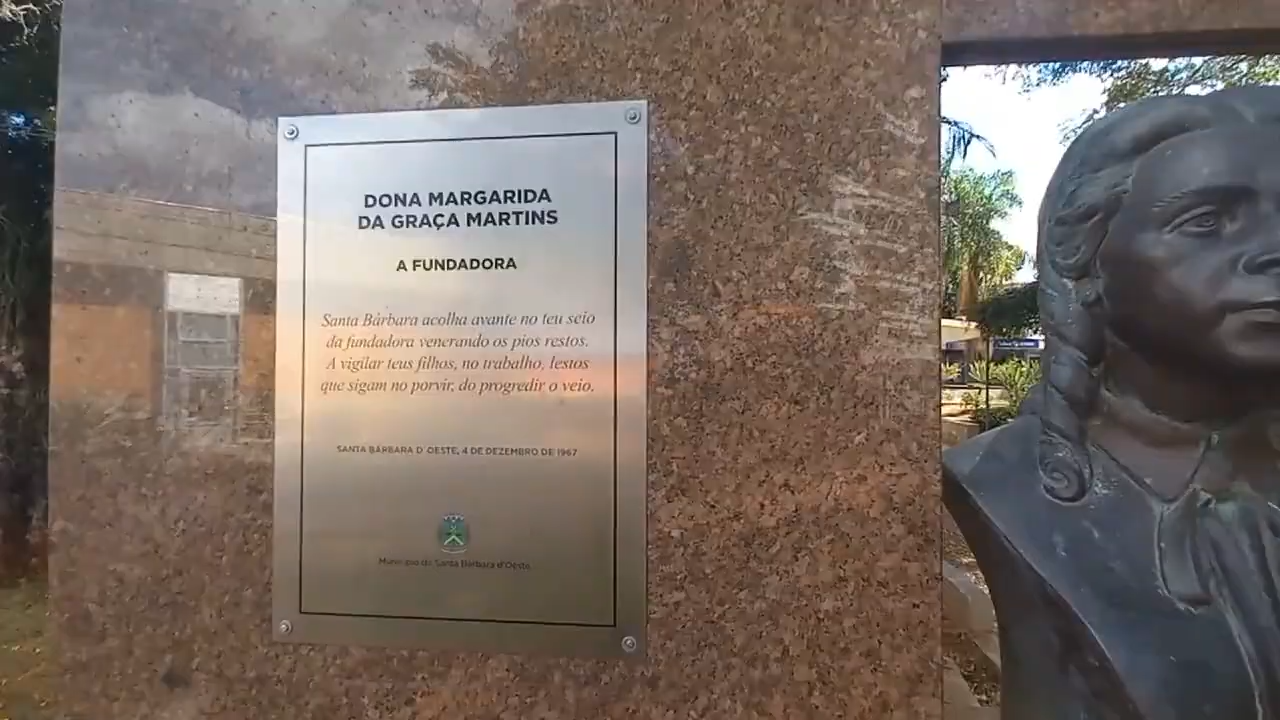 DONA MARGARIDA
DA GRAÇA MARTINS
A FUNDADORA
Santa Bárbara acolha avante no teu seio
da fundadora venerando os pios restos.
A vigilar teus filhos, no trabalho, lestos
que sigam no porvir, do progredir o veio.
SANTA BÁRBARA D´OESTE, 4 DE DEZEMBRO DE 1967
Município de Santa Bárbara d'Oeste